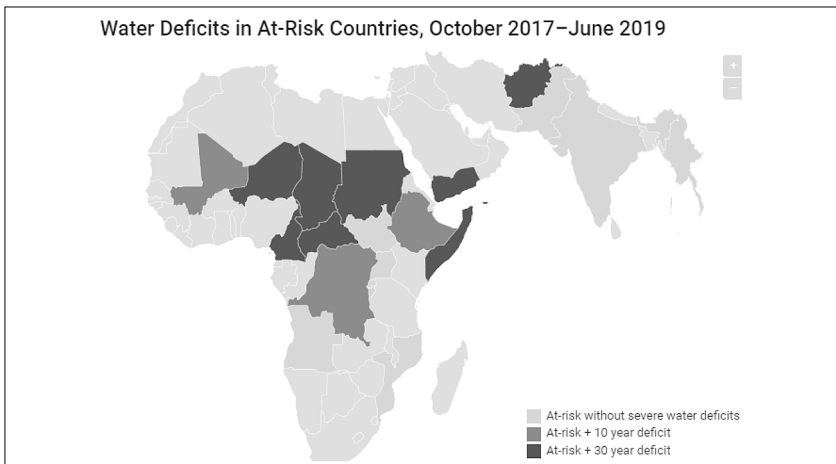 Water Deficits in At-Risk Countries, October 2017–June 2019
+
−
At-risk without severe water deficits
At-risk + 10 year deficit
At-risk + 30 year deficit